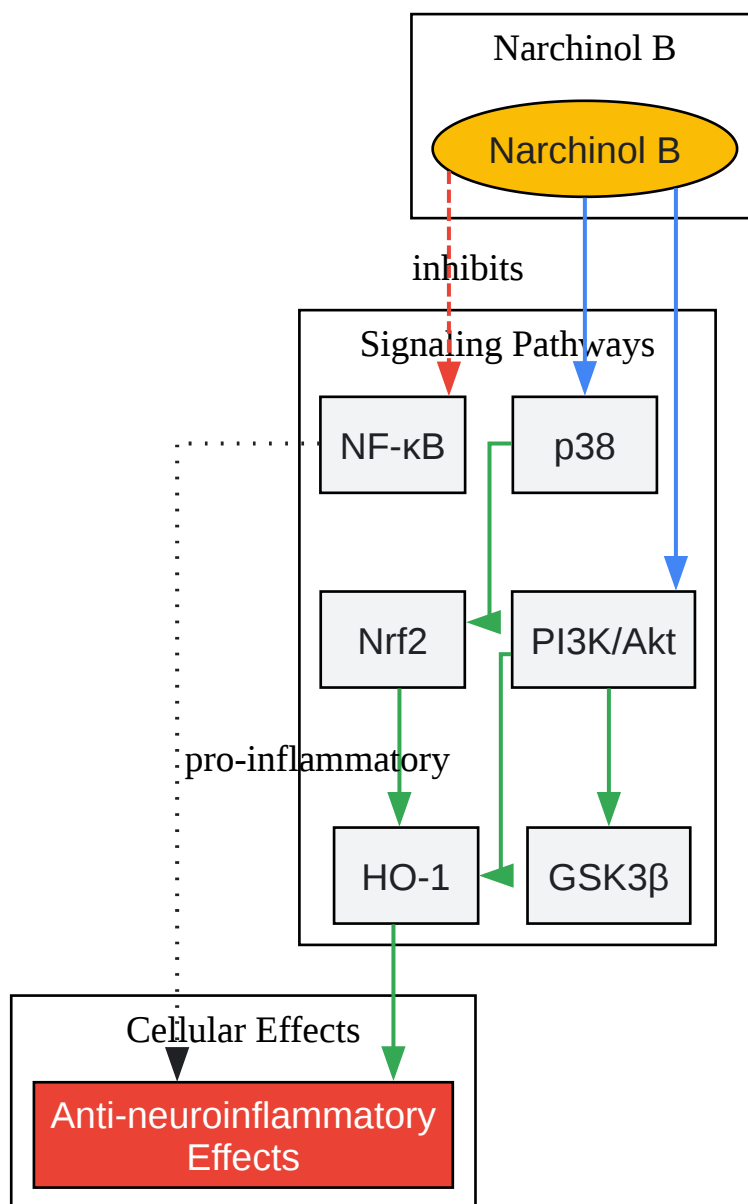 Narchinol B
Narchinol B
inhibits
Signaling Pathways
NF-κB
p38
Nrf2
PI3K/Akt
pro-inflammatory
HO-1
GSK3β
Cellular Effects
Anti-neuroinflammatory
Effects